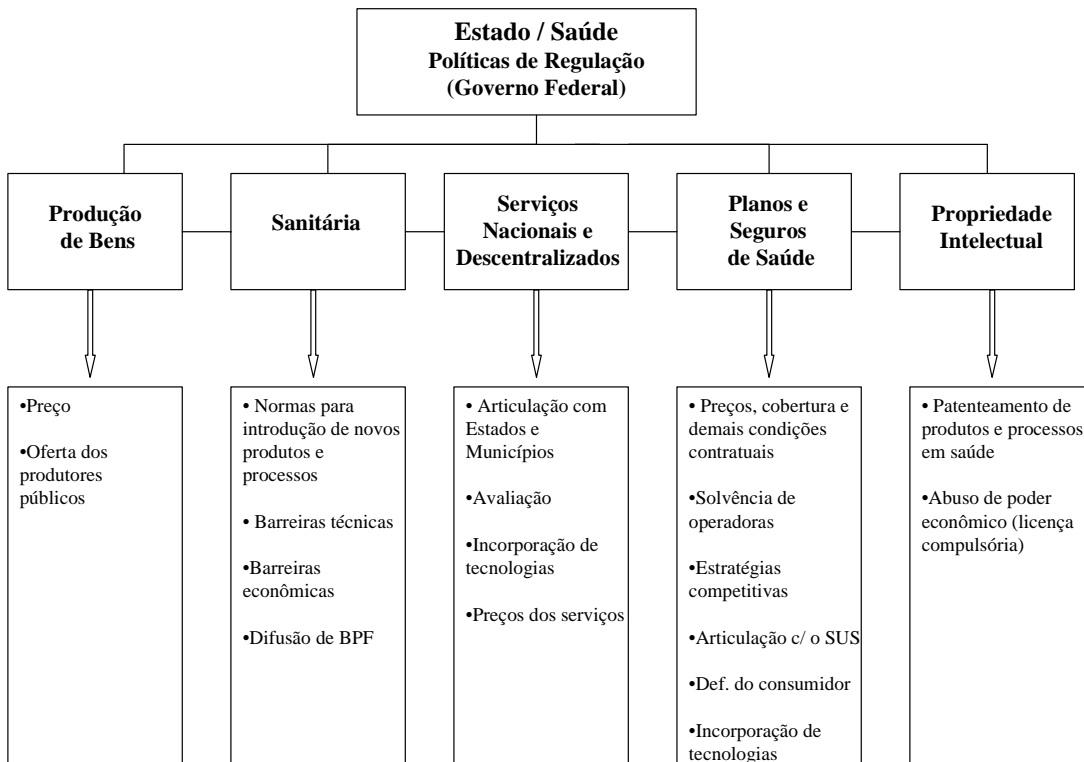 Estado / Saúde
Políticas de Regulação
(Governo Federal)
Produção
de Bens
Sanitária
Serviços
Nacionais e
Descentralizados
Planos e
Seguros
de Saúde
Propriedade
Intelectual
•Preço
•Oferta dos
produtores
públicos
• Normas para
introdução de novos
produtos e
processos
• Barreiras técnicas
•Barreiras
econômicas
•Difusão de BPF
• Articulação com
Estados e
Municípios
•Avaliação
•Incorporação de
tecnologias
•Preços dos serviços
• Preços, cobertura e
demais condições
contratuais
•Solvência de
operadoras
•Estratégias
competitivas
•Articulação c/ o SUS
•Def. do consumidor
•Incorporação de
tecnologias
• Patenteamento de
produtos e processos
em saúde
•Abuso de poder
econômico (licença
compulsória)